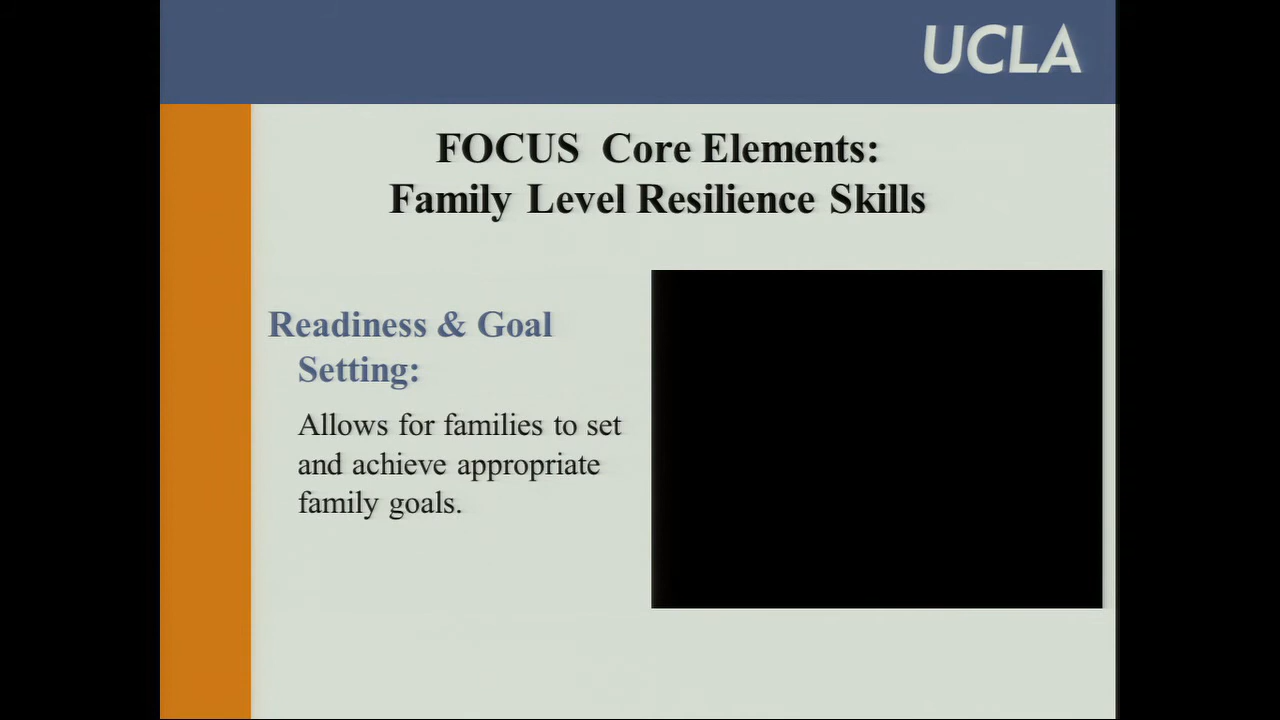 UCLA
FOCUS Core Elements:
Family Level Resilience Skills
Readiness & Goal
Setting:
Allows for families to set
and achieve appropriate
family goals.